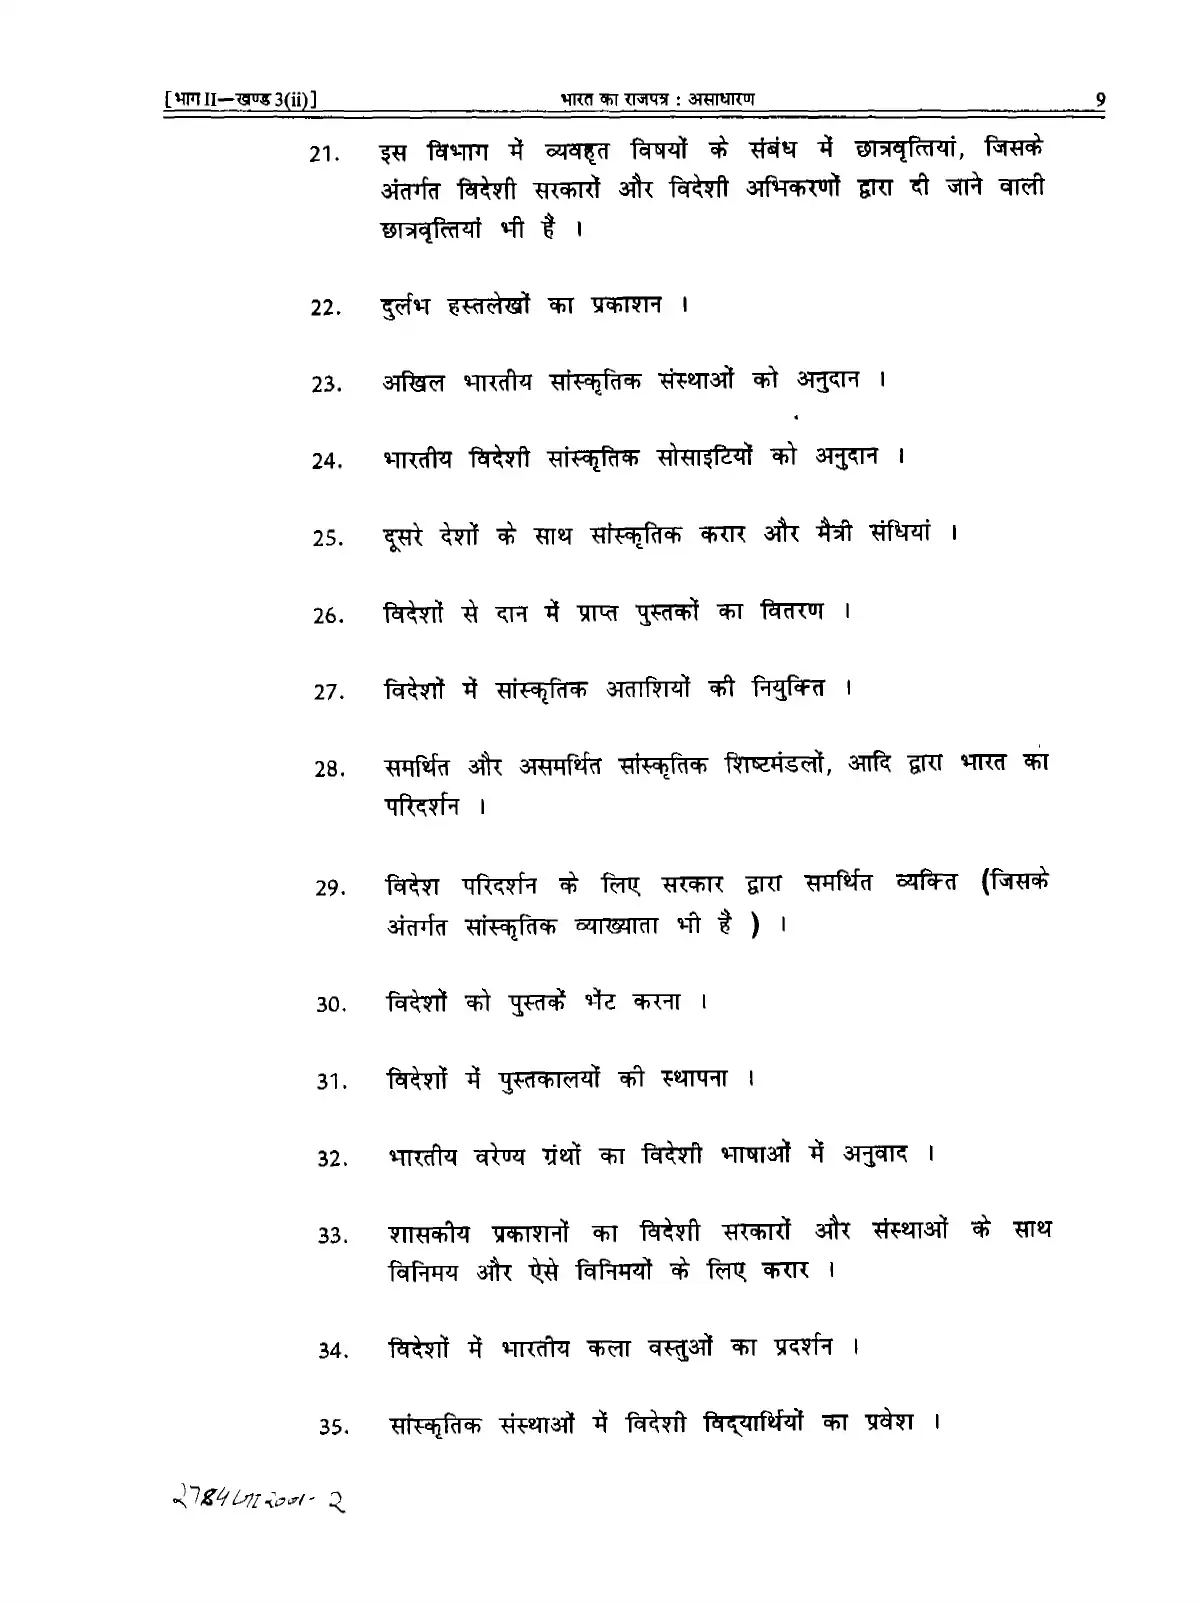 [ भाग II—खण्ड 3(ii) ] भारत का राजपत्र : असाधारण 9
21. इस विभाग में व्यवहृत विषयों के संबंध में छात्रवृत्तियां, जिसके
अंतर्गत विदेशी सरकारों और विदेशी अभिकरणों द्वारा दी जाने वाली
छात्रवृत्तियां भी हैं ।
22. दुर्लभ हस्तलेखों का प्रकाशन ।
23. अखिल भारतीय सांस्कृतिक संस्थाओं को अनुदान ।
24. भारतीय विदेशी सांस्कृतिक सोसाइटियों को अनुदान ।
25. दूसरे देशों के साथ सांस्कृतिक करार और मैत्री संधियां ।
26. विदेशों से दान में प्राप्त पुस्तकों का वितरण ।
27. विदेशों में सांस्कृतिक अताशियों की नियुक्ति ।
28. समर्थित और असमर्थित सांस्कृतिक शिष्टमंडलों, आदि द्वारा भारत का
परिदर्शन ।
29. विदेश परिदर्शन के लिए सरकार द्वारा समर्थित व्यक्ति (जिसके
अंतर्गत सांस्कृतिक व्याख्याता भी है ) ।
30. विदेशों को पुस्तकें भेंट करना ।
31. विदेशों में पुस्तकालयों की स्थापना ।
32. भारतीय वरेण्य ग्रंथों का विदेशी भाषाओं में अनुवाद ।
33. शासकीय प्रकाशनों का विदेशी सरकारों और संस्थाओं के साथ
विनिमय और ऐसे विनिमयों के लिए करार ।
34. विदेशों में भारतीय कला वस्तुओं का प्रदर्शन ।
35. सांस्कृतिक संस्थाओं में विदेशी विद्यार्थियों का प्रवेश ।